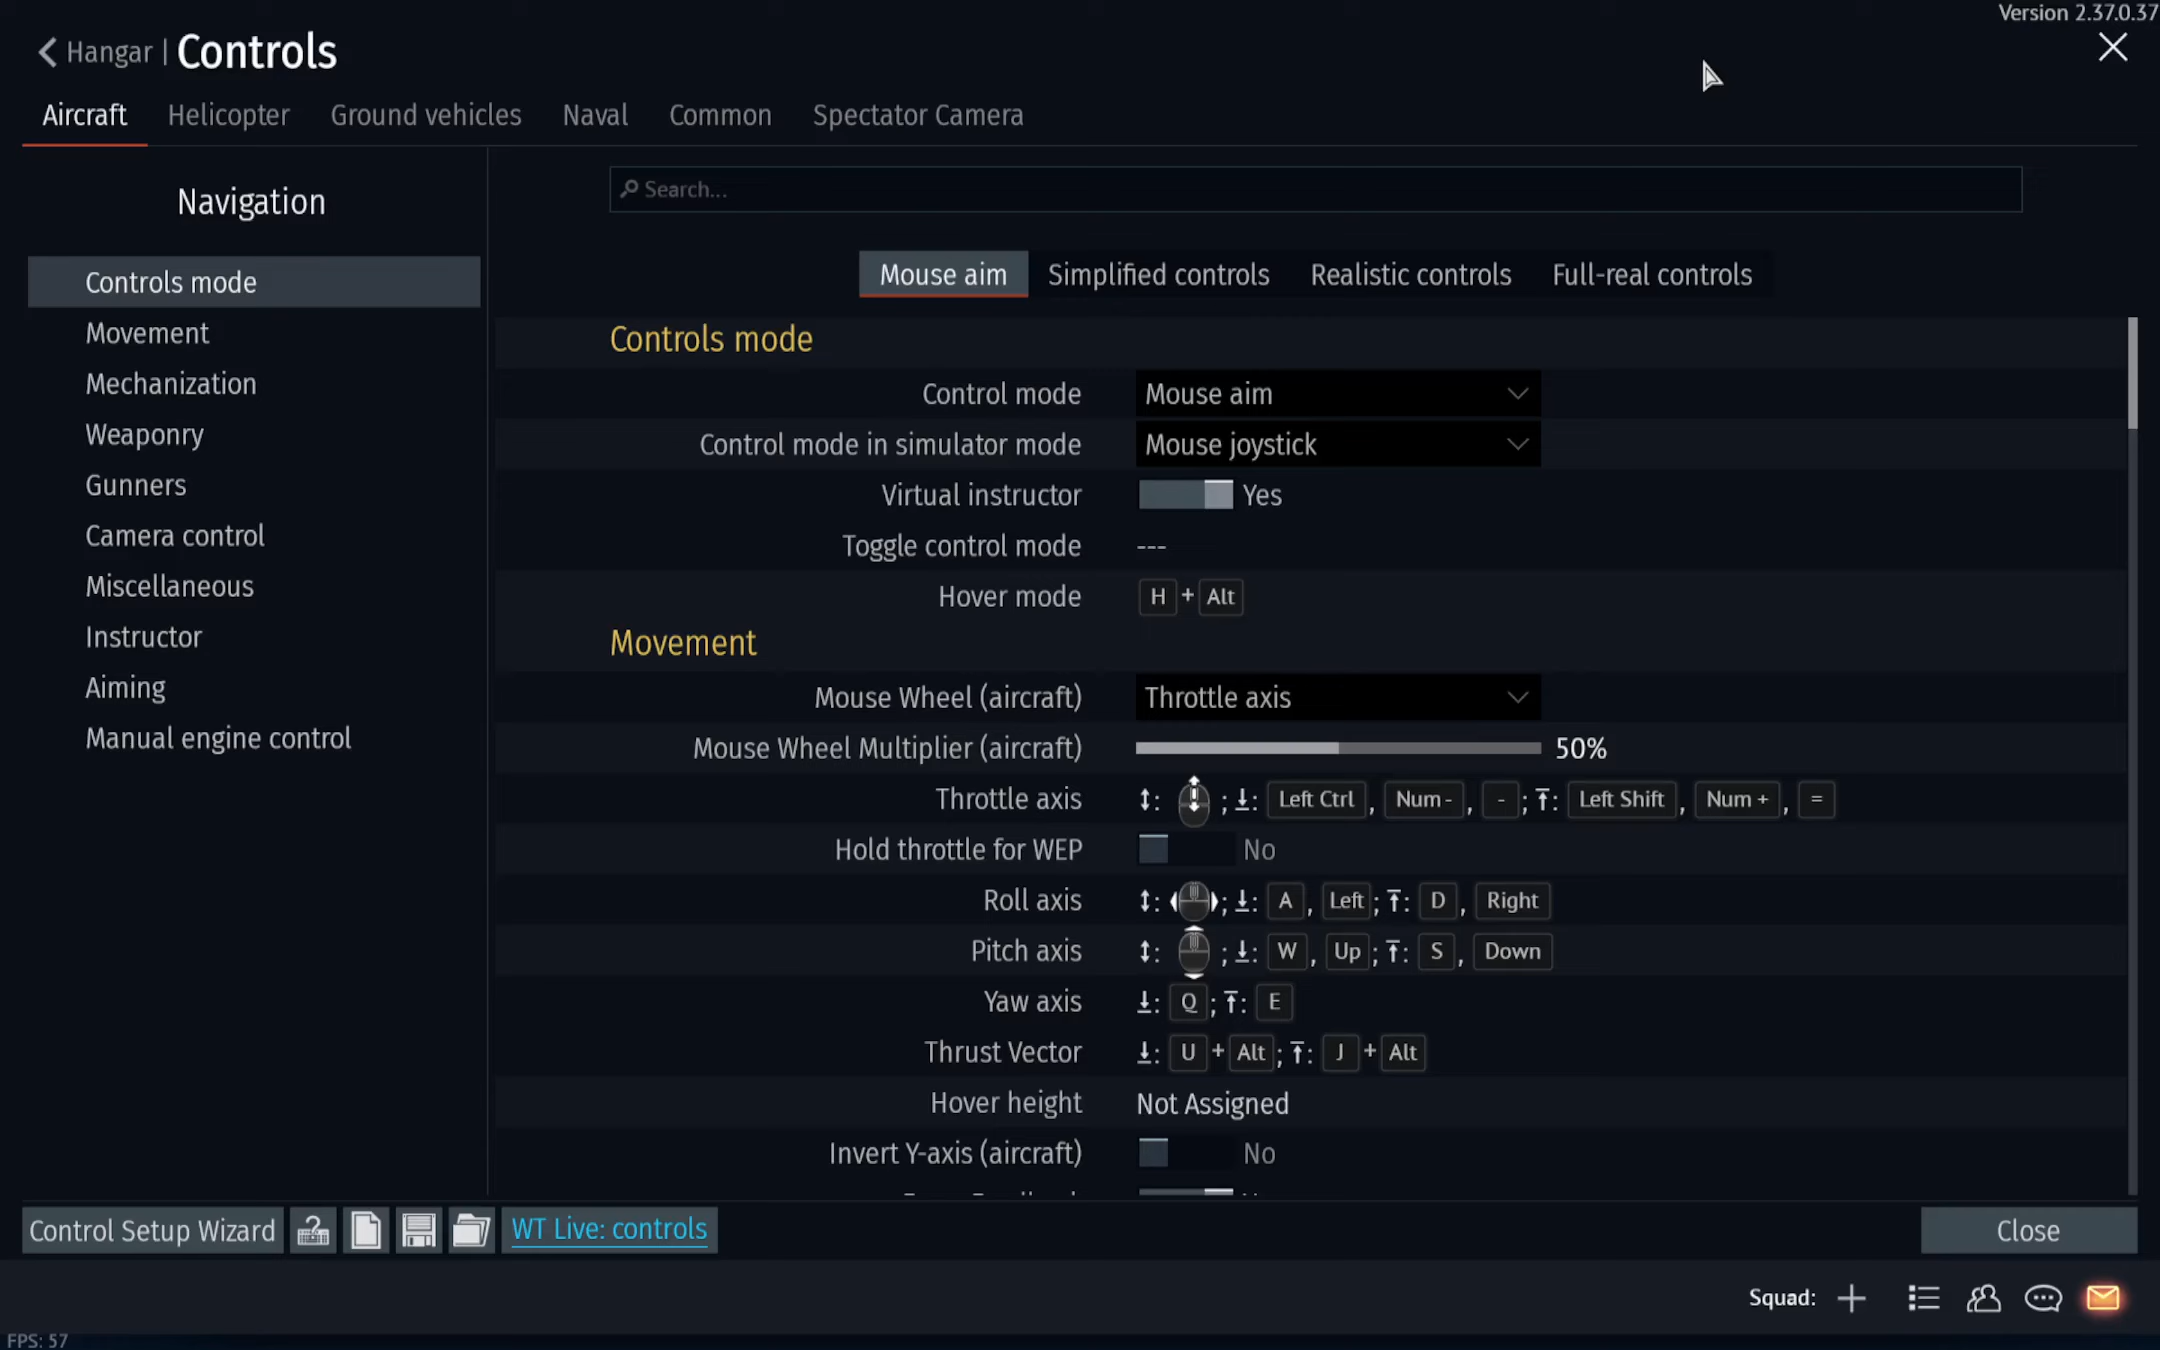 Version 2.37.0.37
Hangar | Controls
Aircraft Helicopter Ground vehicles Naval Common Spectator Camera
Navigation
Controls mode
Movement
Mechanization
Weaponry
Gunners
Camera control
Miscellaneous
Instructor
Aiming
Manual engine control
Search...
Mouse aim Simplified controls Realistic controls Full-real controls
Controls mode
Control mode Mouse aim
Control mode in simulator mode Mouse joystick
Virtual instructor Yes
Toggle control mode ---
Hover mode H + Alt
Movement
Mouse Wheel (aircraft) Throttle axis
Mouse Wheel Multiplier (aircraft) 50%
Throttle axis ↕: ; ↓: Left Ctrl, Num -, -; ↑: Left Shift, Num +, =
Hold throttle for WEP No
Roll axis ↕: ; ↓: A, Left; ↑: D, Right
Pitch axis ↕: ; ↓: W, Up; ↑: S, Down
Yaw axis ↓: Q; ↑: E
Thrust Vector ↓: U + Alt; ↑: J + Alt
Hover height Not Assigned
Invert Y-axis (aircraft) No
Control Setup Wizard WT Live: controls Close
Squad:
FPS: 57